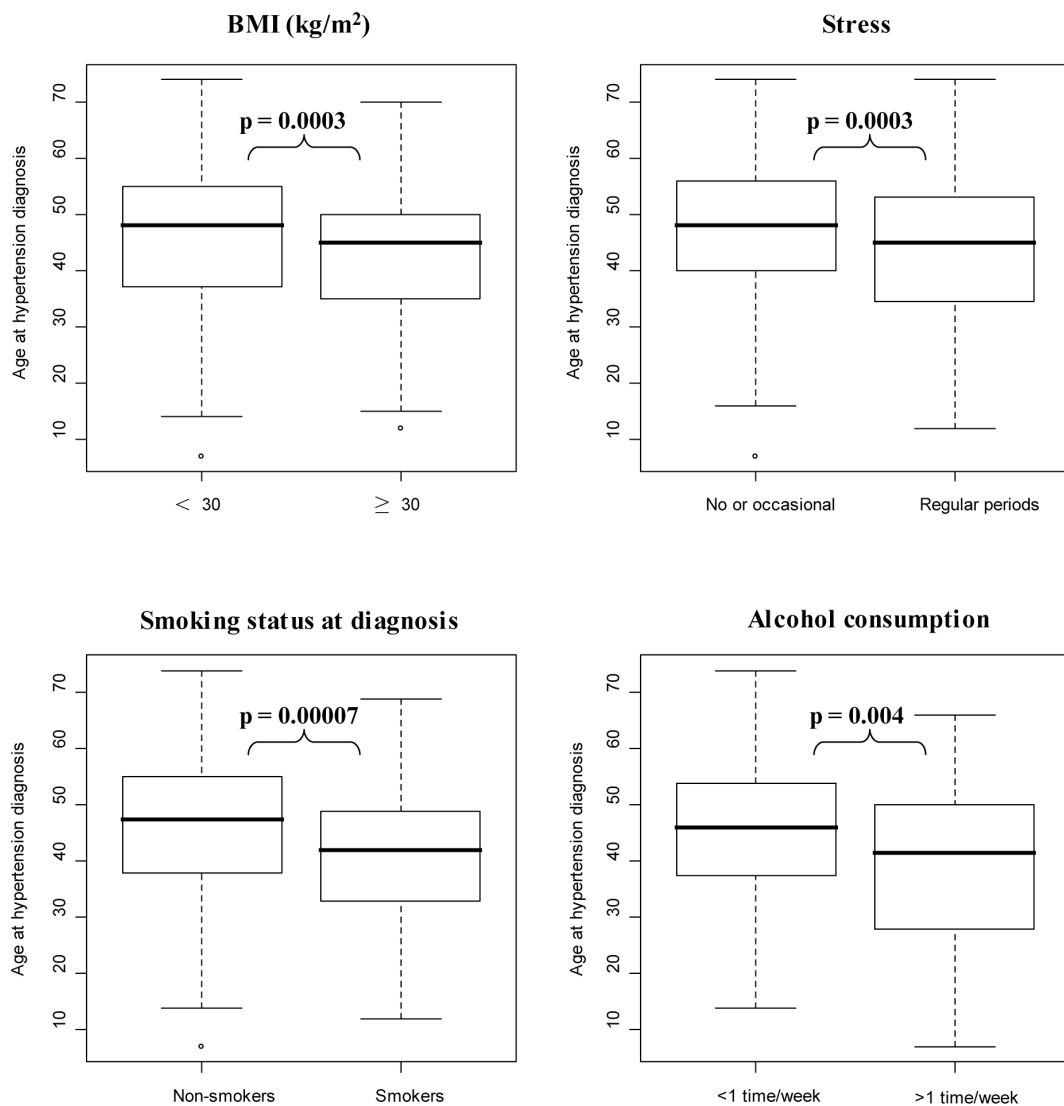 BMI (kg/m²)
Age at hypertension diagnosis
70
60
50
40
30
20
10
p = 0.0003
< 30
≥ 30
Stress
Age at hypertension diagnosis
70
60
50
40
30
20
10
p = 0.0003
No or occasional
Regular periods
Smoking status at diagnosis
Age at hypertension diagnosis
70
60
50
40
30
20
10
p = 0.00007
Non-smokers
Smokers
Alcohol consumption
Age at hypertension diagnosis
70
60
50
40
30
20
10
p = 0.004
<1 time/week
>1 time/week